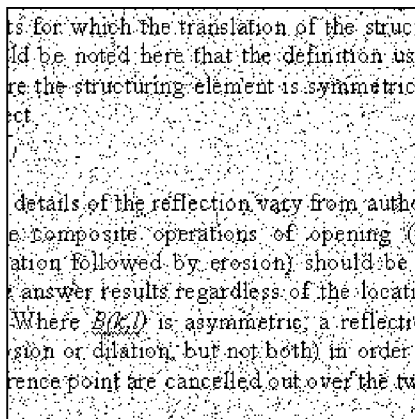 ts for which the translation of the struc
ld be noted here that the definition us
re the structuring element is symmetric
ect.
details of the reflection vary from autho
e composite operations of opening (
ation followed by erosion) should be
answer results regardless of the locati
Where B(k,l) is asymmetric, a reflecti
sion or dilation, but not both) in order
rence point are cancelled out over the tw